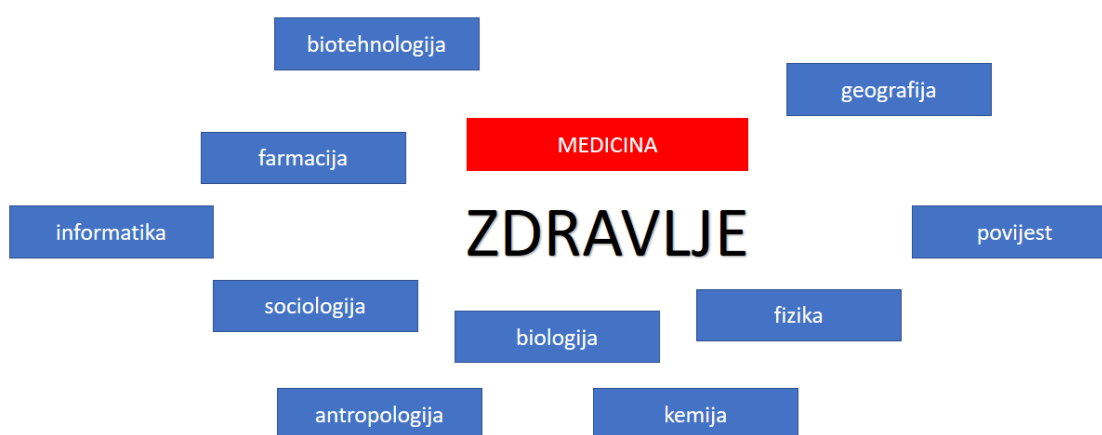 biotehnologija
geografija
MEDICINA
farmacija
ZDRAVLJE
informatika
povijest
sociologija
fizika
biologija
antropologija
kemija